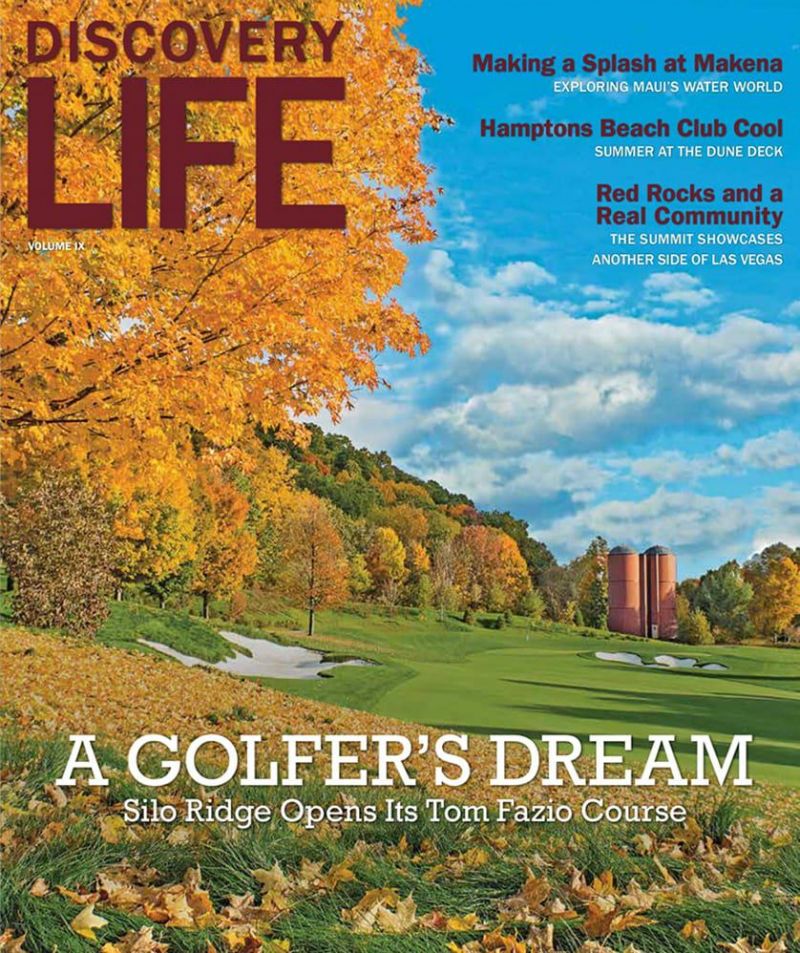 DISCOVERY
LIFE
VOLUME IX
Making a Splash at Makena
EXPLORING MAUI'S WATER WORLD
Hamptons Beach Club Cool
SUMMER AT THE DUNE DECK
Red Rocks and a
Real Community
THE SUMMIT SHOWCASES
ANOTHER SIDE OF LAS VEGAS
A GOLFER'S DREAM
Silo Ridge Opens Its Tom Fazio Course